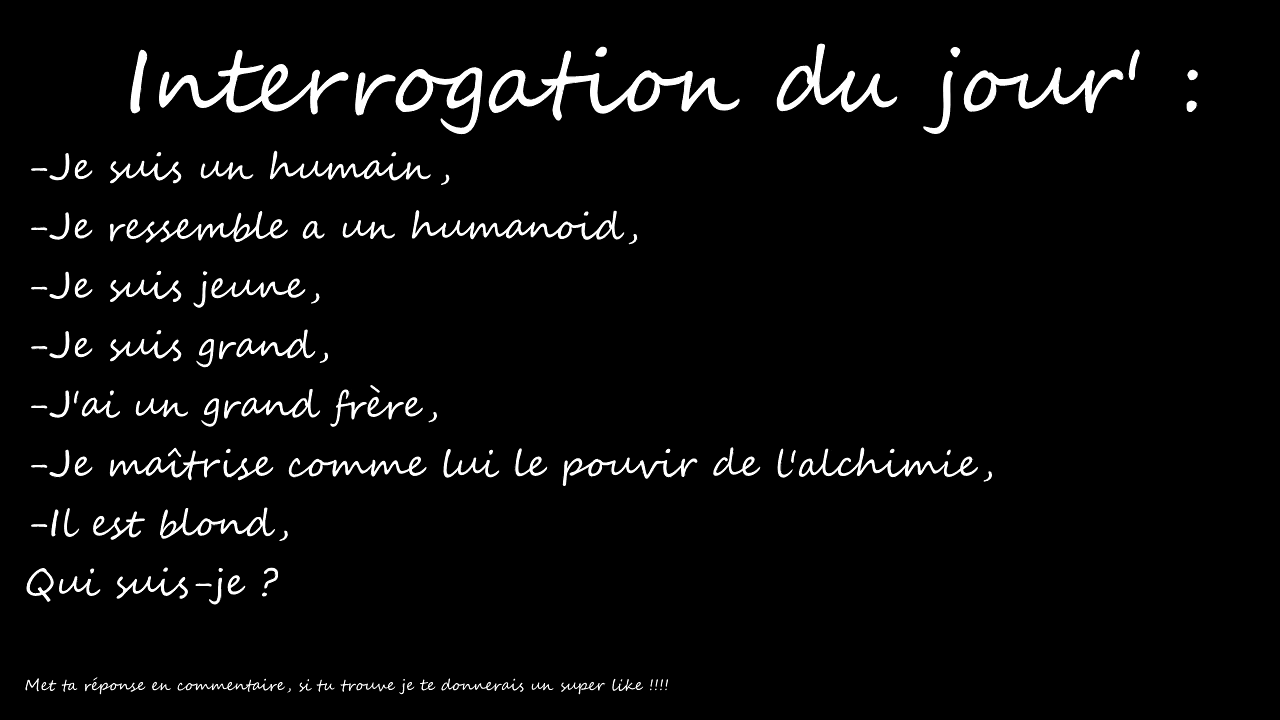 Interrogation du jour' :
-Je suis un humain,
-Je ressemble a un humanoid,
-Je suis jeune,
-Je suis grand,
-J'ai un grand frère,
-Je maîtrise comme lui le pouvir de l'alchimie,
-Il est blond,
Qui suis-je ?
Met ta réponse en commentaire, si tu trouve je te donnerais un super like !!!!